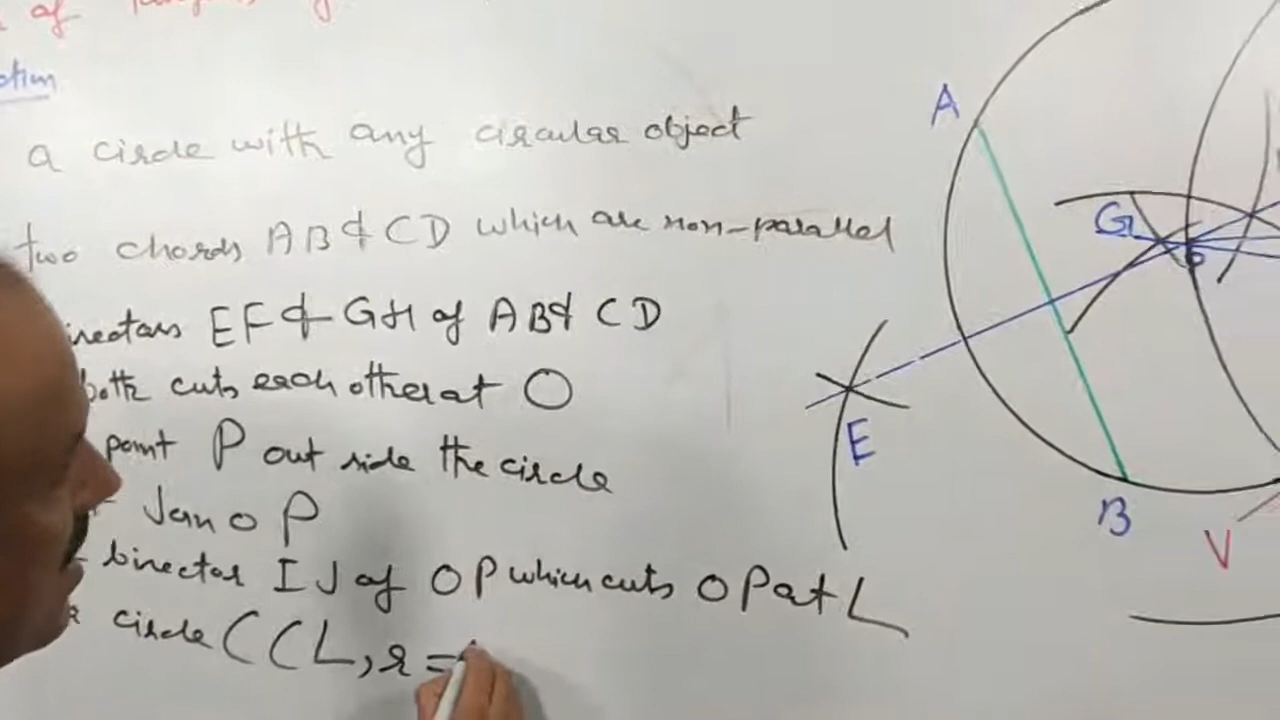 of
a circle with any circular object
two chords AB & CD which are non-parallel
EF & GH of AB & CD
both cuts each other at O
point P out side the circle
Join O P
bisector IJ of OP which cuts OP at L
circle (C(L, r =
A
G
E
B
V